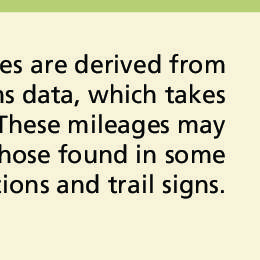 es are derived from
ns data, which takes
These mileages may
hose found in some
tions and trail signs.